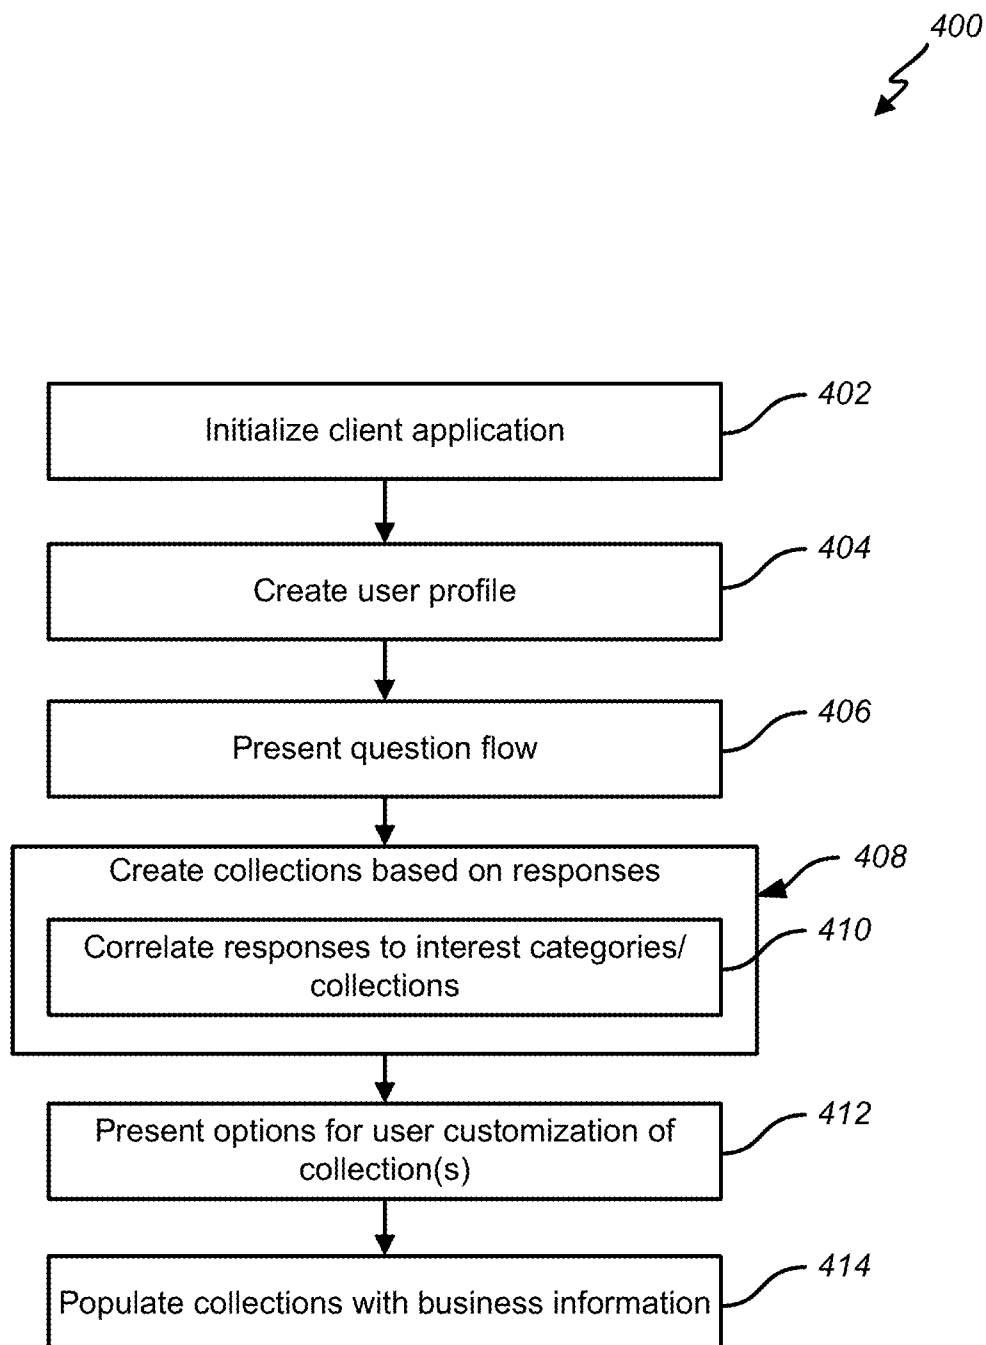 400
Initialize client application
402
Create user profile
404
Present question flow
406
Create collections based on responses
408
Correlate responses to interest categories/
collections
410
Present options for user customization of
collection(s)
412
Populate collections with business information
414